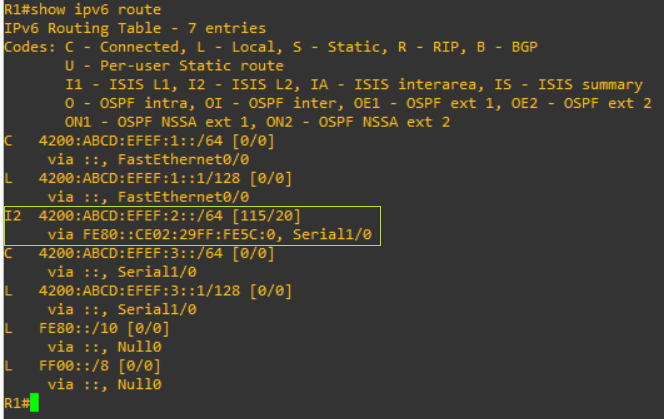 R1#show ipv6 route
IPv6 Routing Table - 7 entries
Codes: C - Connected, L - Local, S - Static, R - RIP, B - BGP
U - Per-user Static route
I1 - ISIS L1, I2 - ISIS L2, IA - ISIS interarea, IS - ISIS summary
O - OSPF intra, OI - OSPF inter, OE1 - OSPF ext 1, OE2 - OSPF ext 2
ON1 - OSPF NSSA ext 1, ON2 - OSPF NSSA ext 2
C 4200:ABCD:EFEF:1::/64 [0/0]
via ::, FastEthernet0/0
L 4200:ABCD:EFEF:1::1/128 [0/0]
via ::, FastEthernet0/0
I2 4200:ABCD:EFEF:2::/64 [115/20]
via FE80::CE02:29FF:FE5C:0, Serial1/0
C 4200:ABCD:EFEF:3::/64 [0/0]
via ::, Serial1/0
L 4200:ABCD:EFEF:3::1/128 [0/0]
via ::, Serial1/0
L FE80::/10 [0/0]
via ::, Null0
L FF00::/8 [0/0]
via ::, Null0
R1#